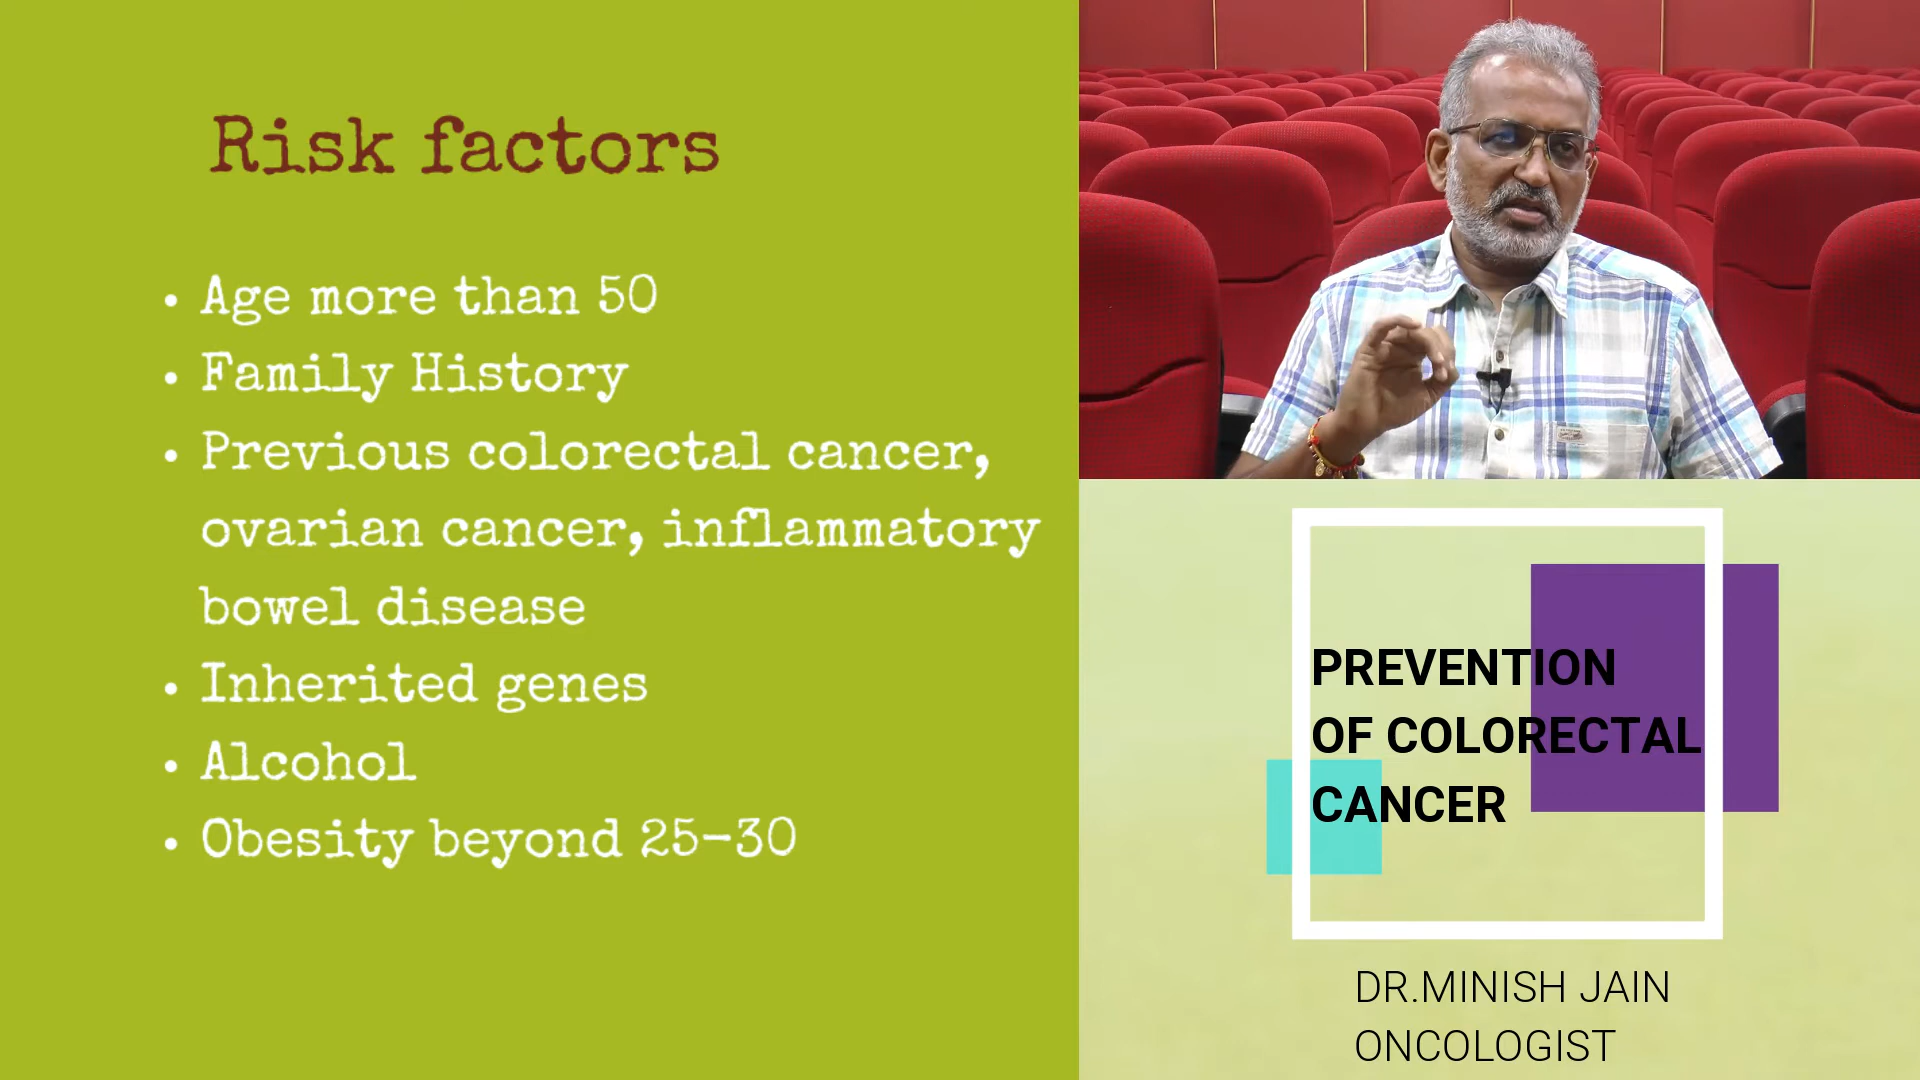 Risk factors
• Age more than 50
• Family History
• Previous colorectal cancer,
ovarian cancer, inflammatory
bowel disease
• Inherited genes
• Alcohol
• Obesity beyond 25-30
PREVENTION
OF COLORECTAL
CANCER
DR.MINISH JAIN
ONCOLOGIST